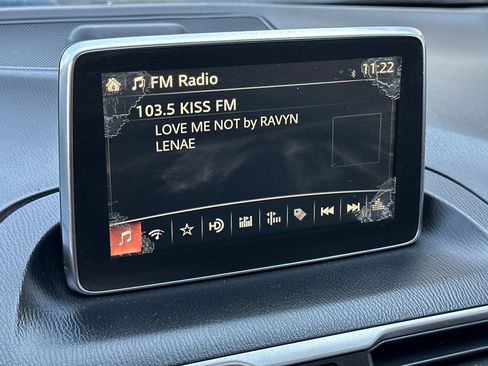 FM Radio
11:22
103.5 KISS FM
LOVE ME NOT by RAVYN
LENAE